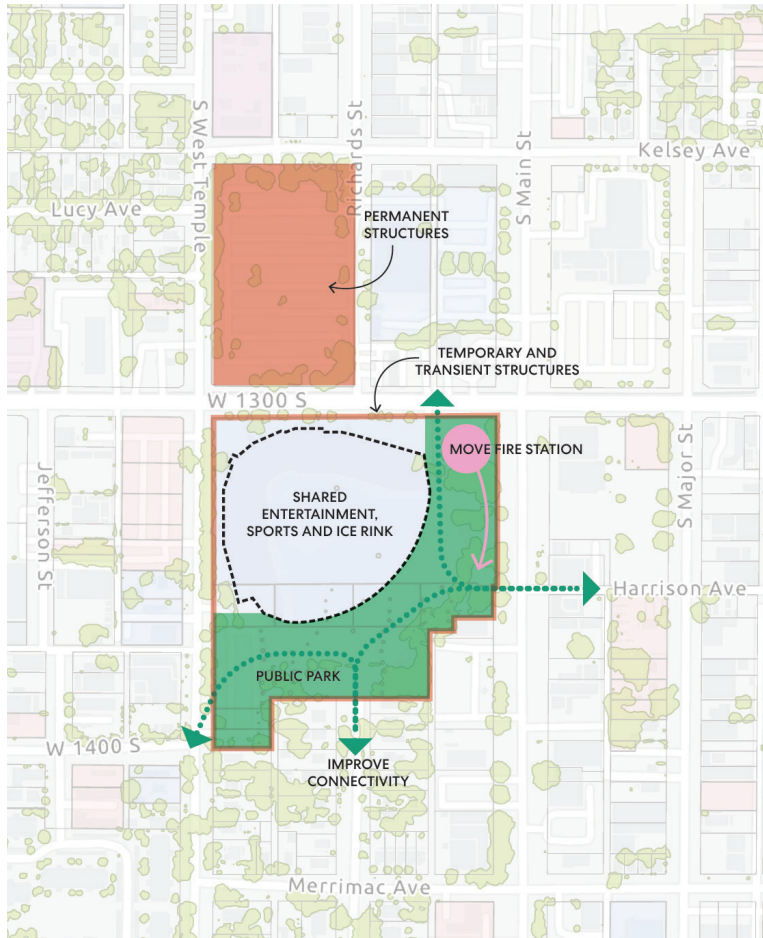 S West Temple
Richards St
S Main St
Kelsey Ave
Lucy Ave
PERMANENT
STRUCTURES
TEMPORARY AND
TRANSIENT STRUCTURES
W 1300 S
MOVE FIRE STATION
S Major St
Jefferson St
SHARED
ENTERTAINMENT,
SPORTS AND ICE RINK
Harrison Ave
PUBLIC PARK
W 1400 S
IMPROVE
CONNECTIVITY
Merrimac Ave